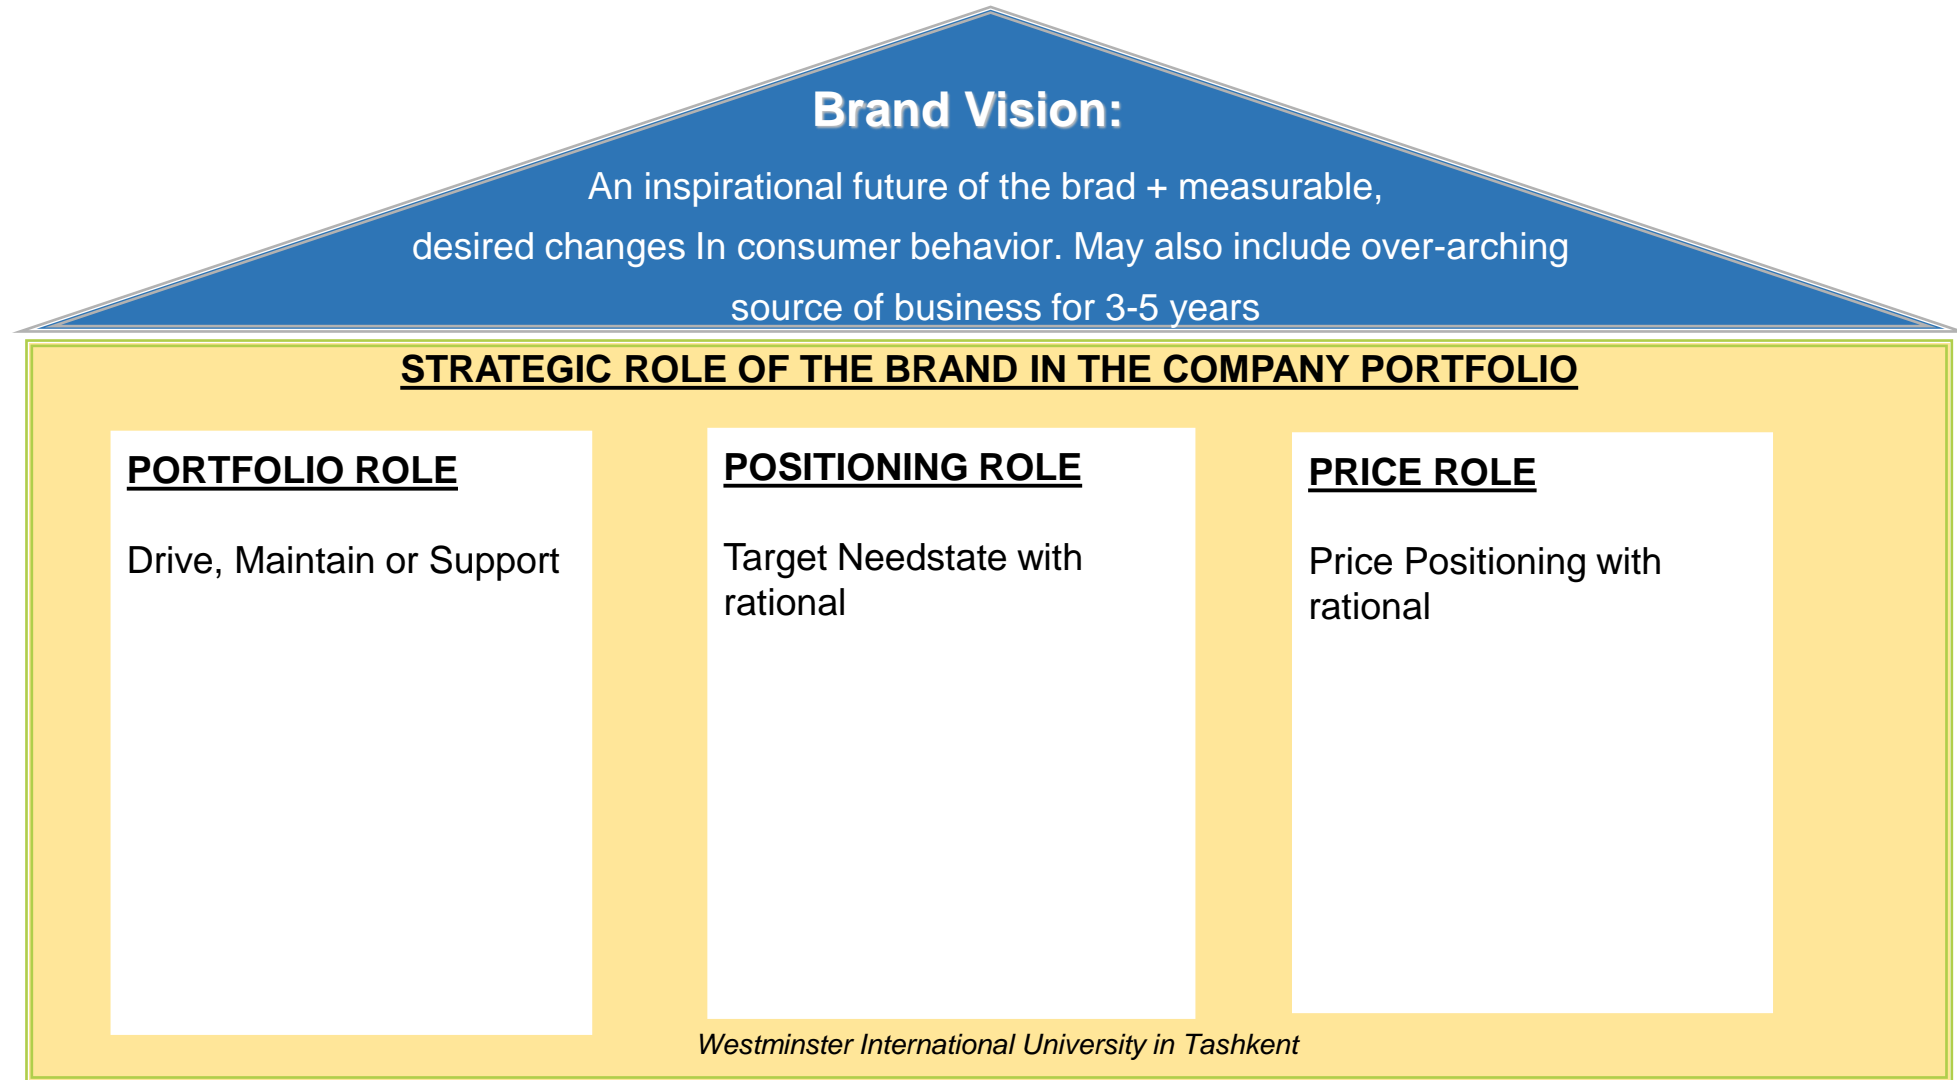 Brand Vision:
An inspirational future of the brad + measurable,
desired changes In consumer behavior. May also include over-arching
source of business for 3-5 years
STRATEGIC ROLE OF THE BRAND IN THE COMPANY PORTFOLIO
PORTFOLIO ROLE
Drive, Maintain or Support
POSITIONING ROLE
Target Needstate with
rational
PRICE ROLE
Price Positioning with
rational
Westminster International University in Tashkent